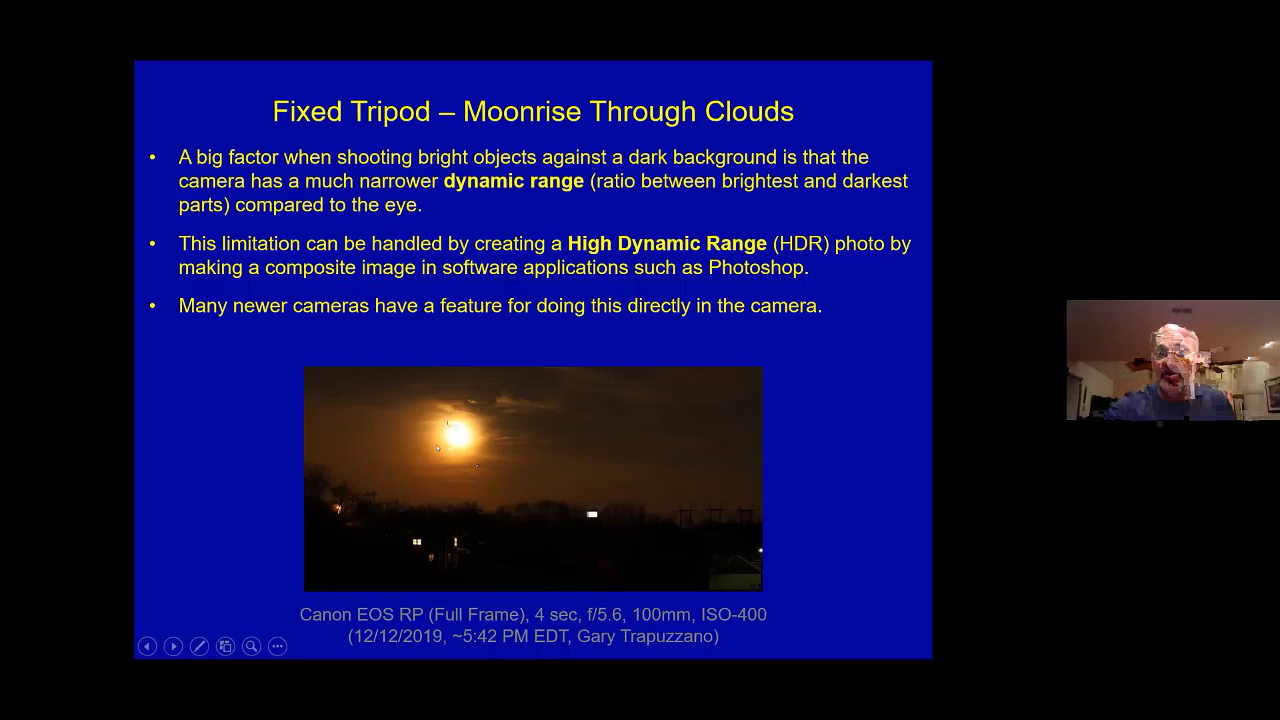 Fixed Tripod – Moonrise Through Clouds
• A big factor when shooting bright objects against a dark background is that the
camera has a much narrower dynamic range (ratio between brightest and darkest
parts) compared to the eye.
• This limitation can be handled by creating a High Dynamic Range (HDR) photo by
making a composite image in software applications such as Photoshop.
• Many newer cameras have a feature for doing this directly in the camera.
Canon EOS RP (Full Frame), 4 sec, f/5.6, 100mm, ISO-400
(12/12/2019, ~5:42 PM EDT, Gary Trapuzzano)